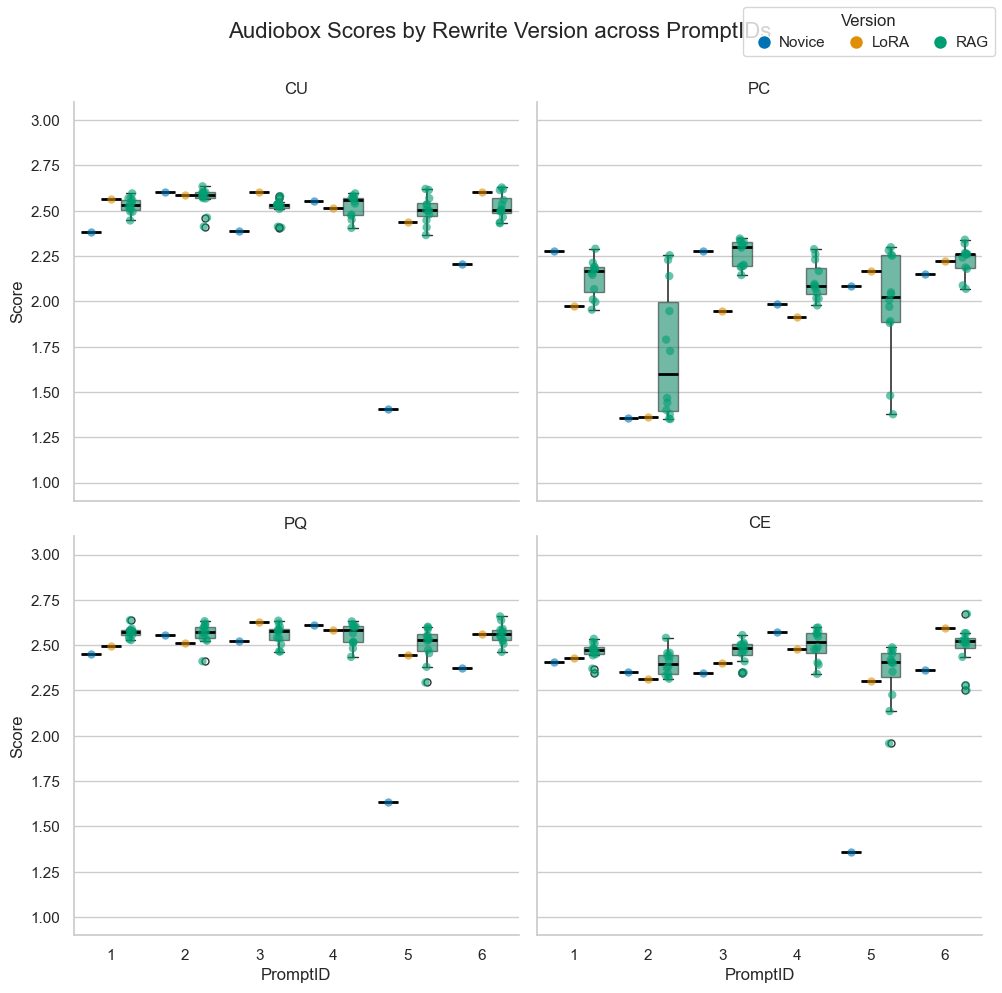 Audiobox Scores by Rewrite Version across PromptIDs
Version
Novice LoRA RAG
CU
PC
3.00
2.75
2.50
2.25
2.00
1.75
1.50
1.25
1.00
Score
PQ
CE
3.00
2.75
2.50
2.25
2.00
1.75
1.50
1.25
1.00
Score
1 2 3 4 5 6
1 2 3 4 5 6
PromptID
PromptID